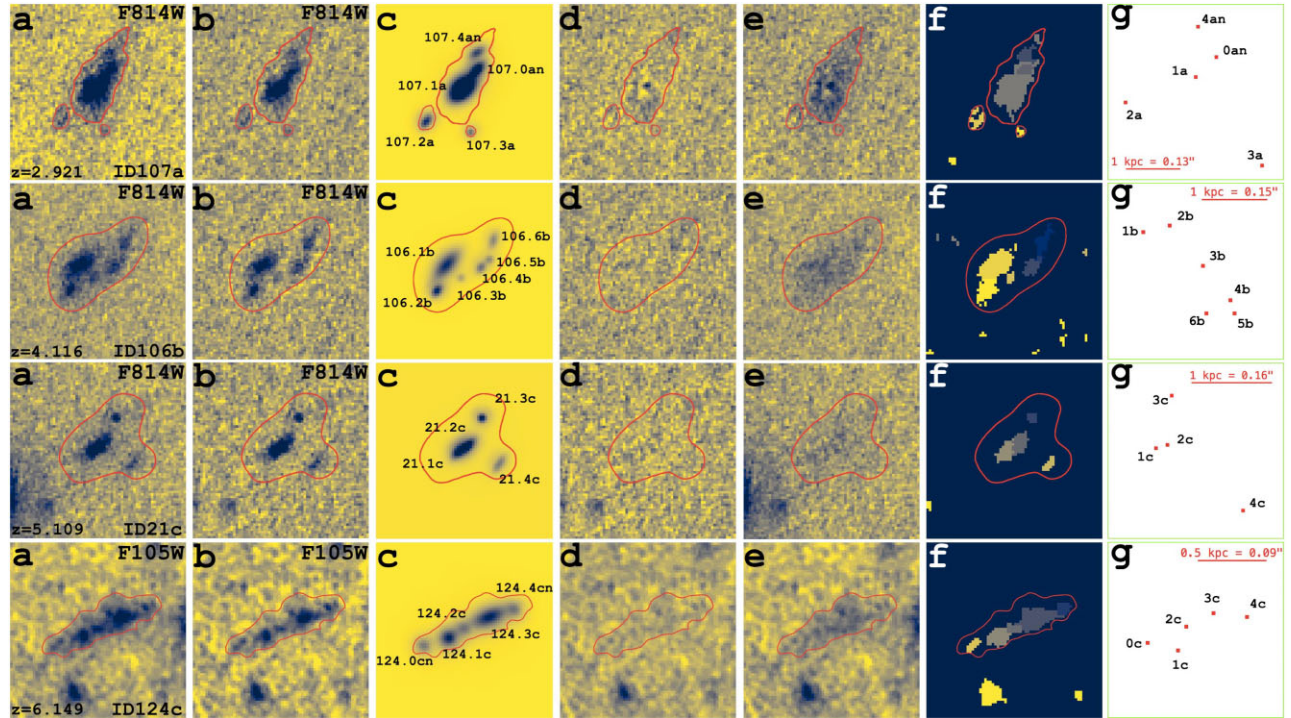 a F814W b c d e f g
107.4an
107.0an
107.1a
107.2a
107.3a
4an
0an
1a
2a
3a
1 kpc = 0.13"
z=2.921 ID107a
a F814W b F814W c d e f g
106.6b
106.1b
106.5b
106.4b
106.3b
106.2b
1 kpc = 0.15"
2b
1b
3b
4b
6b 5b
z=4.116 ID106b
a F814W b F814W c d e f g
21.3c
21.2c
21.1c
21.4c
1 kpc = 0.16"
3c
2c
1c
4c
z=5.109 ID21c
a F105W b F105W c d e f g
124.4cn
124.2c
124.3c
124.1c
124.0cn
0.5 kpc = 0.09"
3c
4c
2c
0c
1c
z=6.149 ID124c